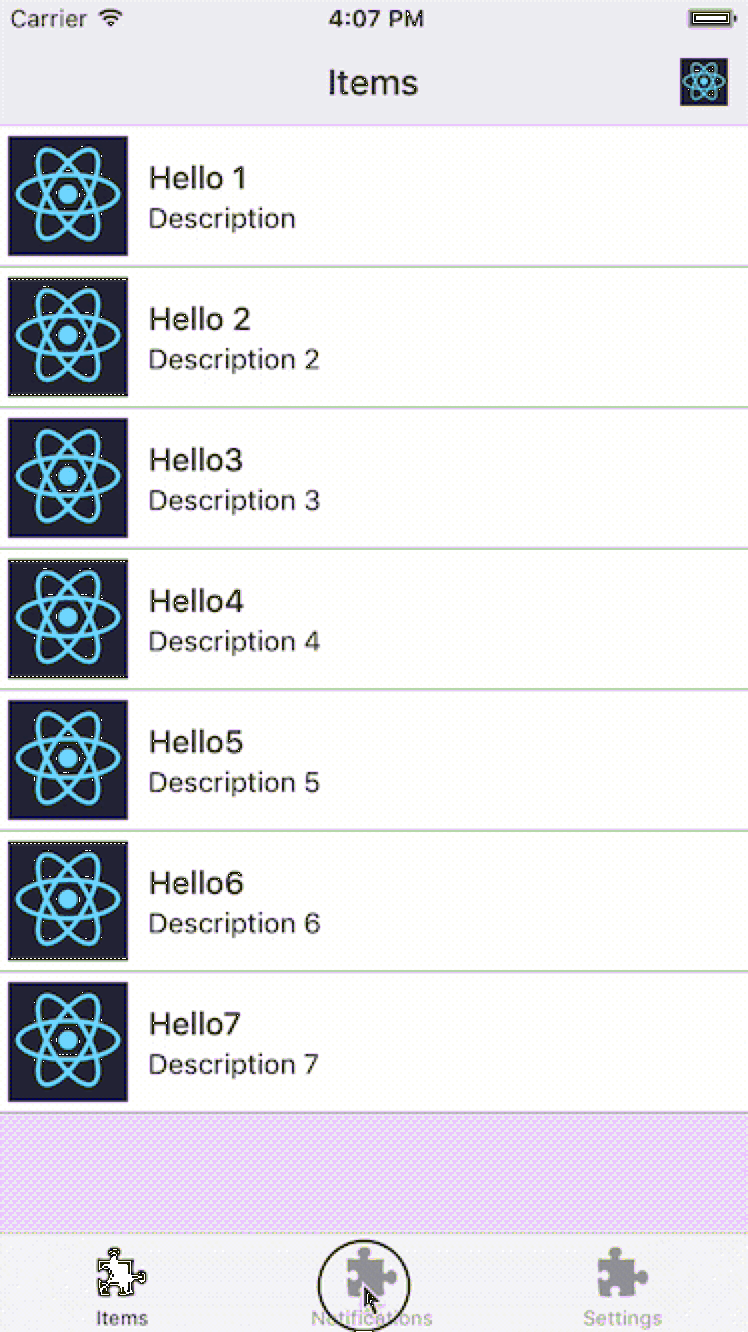 Carrier 4:07 PM
Items
Hello 1
Description
Hello 2
Description 2
Hello3
Description 3
Hello4
Description 4
Hello5
Description 5
Hello6
Description 6
Hello7
Description 7
Items Notifications Settings